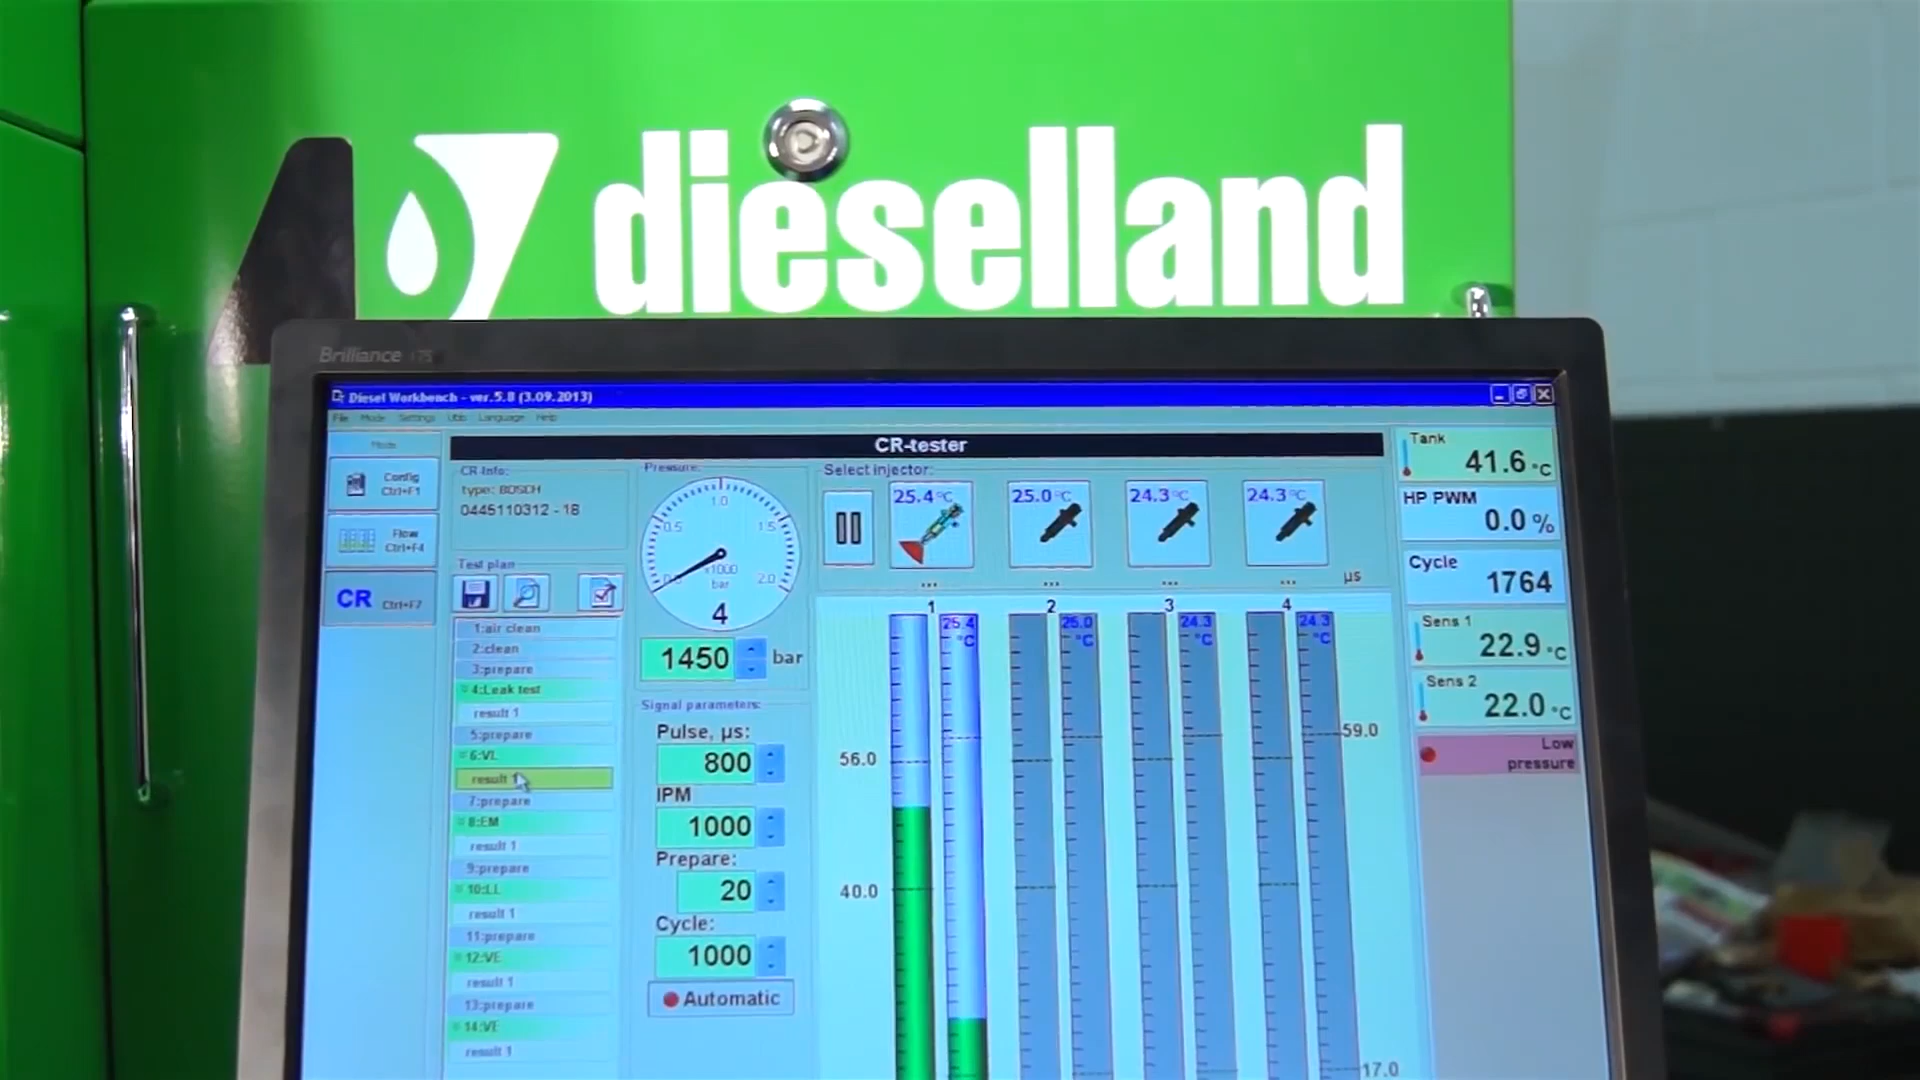 dieselland
Brilliance 175
Diesel Workbench - ver.5.8 (3.09.2013)
File Mode Settings Language Help
Mode
Config
Ctrl+F1
Flow
Ctrl+F4
CR Ctrl+F7
CR-tester
CR-Info:
type: BOSCH
0445110312 - 18
Test plan
1:air clean
2:clean
3:prepare
4:Leak test
result 1
5:prepare
6:VL
result 1
7:prepare
8:EM
result 1
9:prepare
10:LL
result 1
11:prepare
12:VE
result 1
13:prepare
14:VE
result 1
Pressure:
0.5 1.0 1.5 2.0
x1000
bar
4
1450 bar
Signal parameters:
Pulse, µs:
800
IPM
1000
Prepare:
20
Cycle:
1000
Automatic
Select injector:
25.4 °C 25.0 °C 24.3 °C 24.3 °C
... ... ... ... µs
1 2 3 4
25.4 °C 25.0 °C 24.3 °C 24.3 °C
56.0
40.0
59.0
17.0
Tank
41.6 °C
HP PWM
0.0 %
Cycle
1764
Sens 1
22.9 °C
Sens 2
22.0 °C
Low
pressure